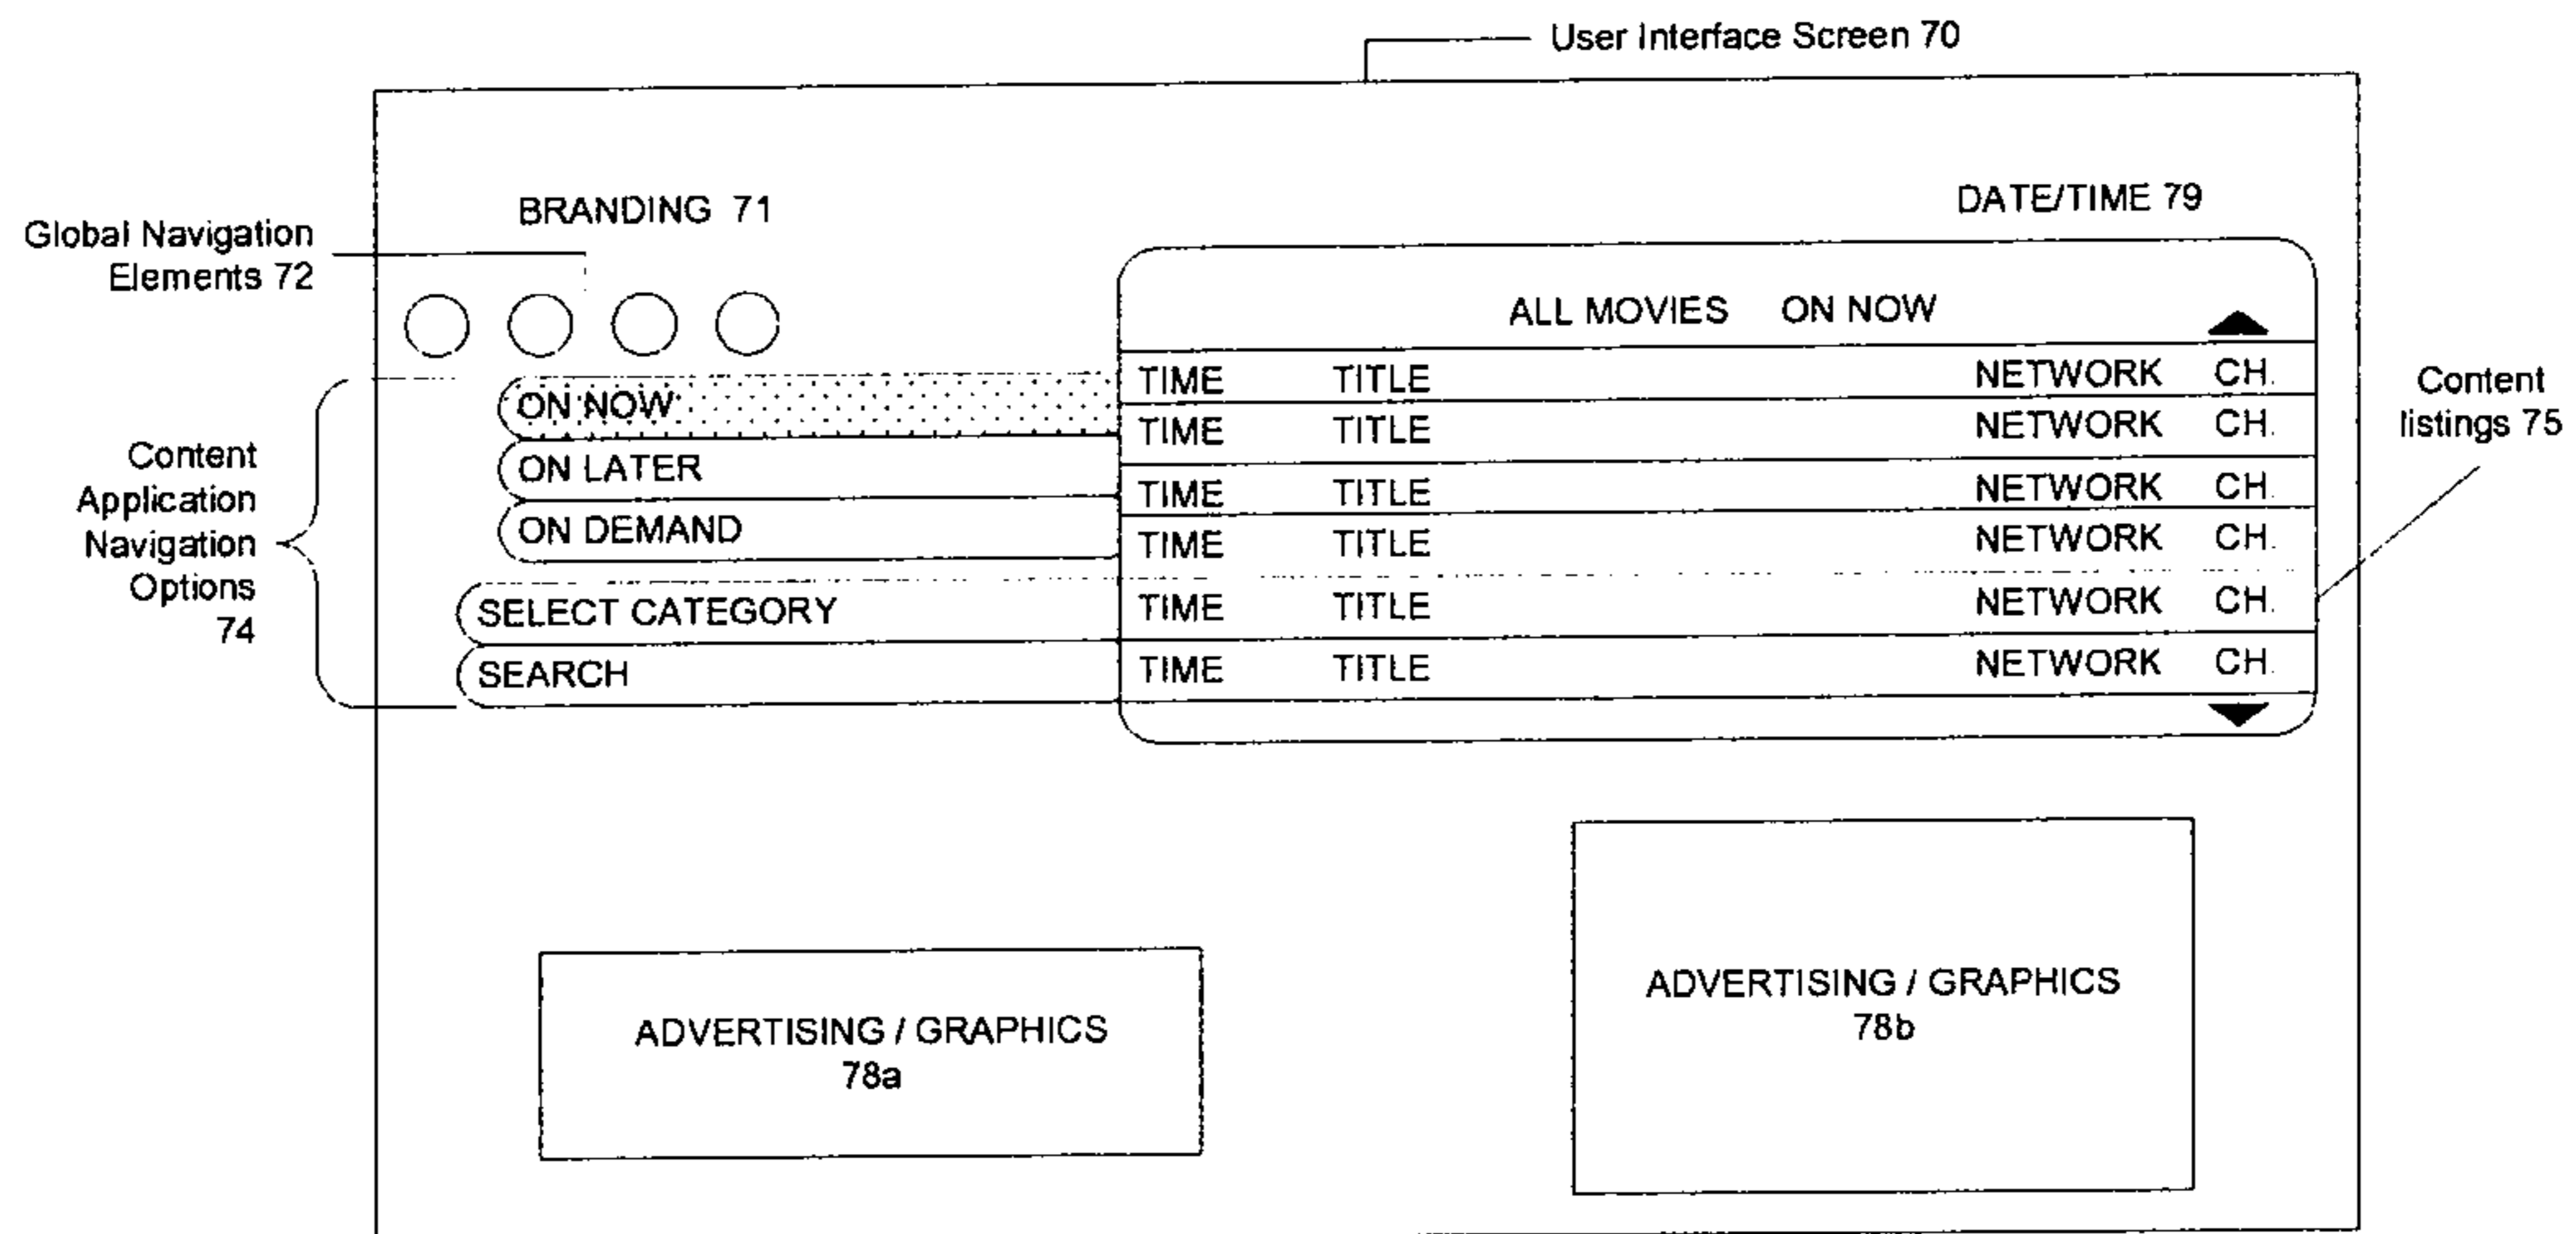 User Interface Screen 70
BRANDING 71
DATE/TIME 79
Global Navigation
Elements 72
ALL MOVIES ON NOW
Content
Application
Navigation
Options
74
ON NOW
ON LATER
ON DEMAND
SELECT CATEGORY
SEARCH
TIME TITLE NETWORK CH.
TIME TITLE NETWORK CH.
TIME TITLE NETWORK CH.
TIME TITLE NETWORK CH.
TIME TITLE NETWORK CH.
TIME TITLE NETWORK CH.
Content
listings 75
ADVERTISING / GRAPHICS
78a
ADVERTISING / GRAPHICS
78b